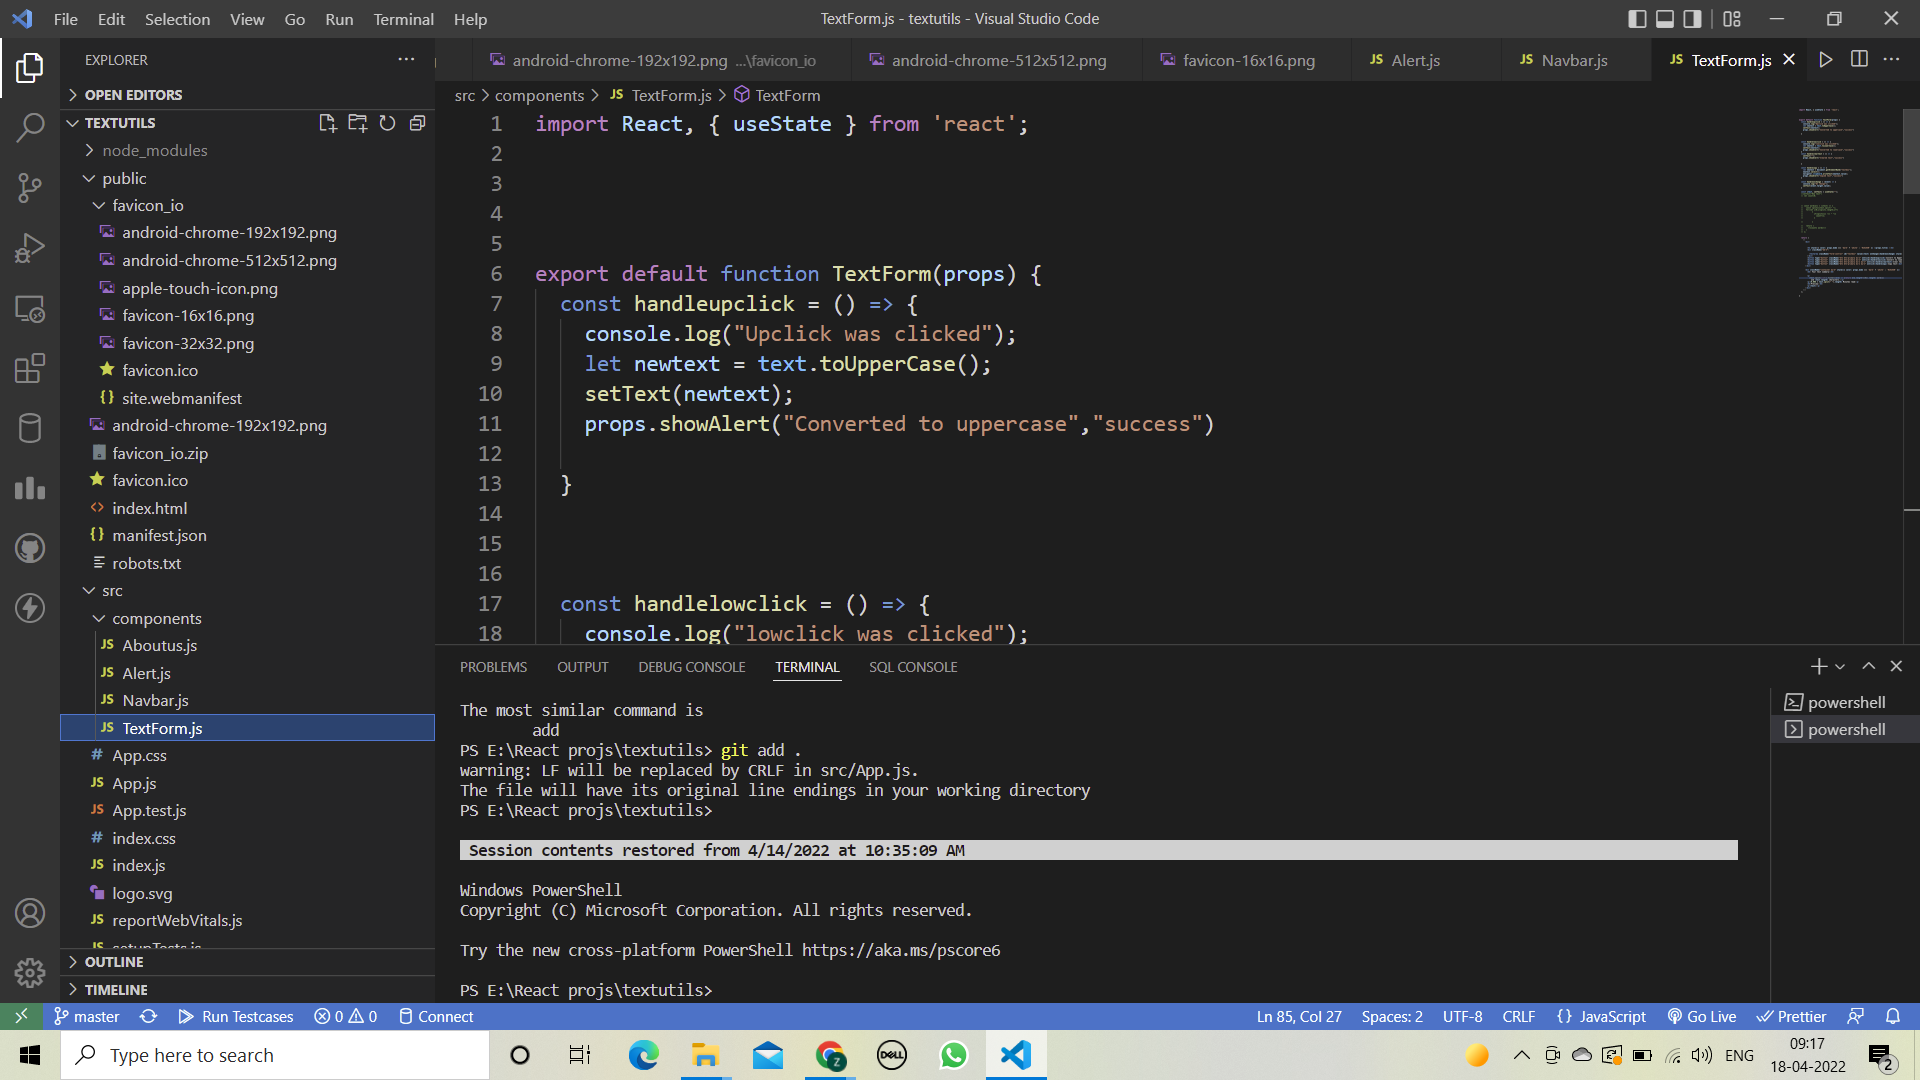 File Edit Selection View Go Run Terminal Help
TextForm.js - textutils - Visual Studio Code
EXPLORER
OPEN EDITORS
TEXTUTILS
node_modules
public
favicon_io
android-chrome-192x192.png
android-chrome-512x512.png
apple-touch-icon.png
favicon-16x16.png
favicon-32x32.png
favicon.ico
site.webmanifest
android-chrome-192x192.png
favicon_io.zip
favicon.ico
index.html
manifest.json
robots.txt
src
components
JS Aboutus.js
JS Alert.js
JS Navbar.js
JS TextForm.js
# App.css
JS App.js
JS App.test.js
# index.css
JS index.js
logo.svg
JS reportWebVitals.js
JS setupTests.js
OUTLINE
TIMELINE
android-chrome-192x192.png ...\favicon_io
android-chrome-512x512.png
favicon-16x16.png
JS Alert.js
JS Navbar.js
JS TextForm.js
src > components > JS TextForm.js > TextForm
1 import React, { useState } from 'react';
2
3
4
5
6 export default function TextForm(props) {
7 const handleupclick = () => {
8 console.log("Upclick was clicked");
9 let newtext = text.toUpperCase();
10 setText(newtext);
11 props.showAlert("Converted to uppercase","success")
12
13 }
14
15
16
17 const handlelowclick = () => {
18 console.log("lowclick was clicked");
PROBLEMS OUTPUT DEBUG CONSOLE TERMINAL SQL CONSOLE
The most similar command is
add
PS E:\React projs\textutils> git add .
warning: LF will be replaced by CRLF in src/App.js.
The file will have its original line endings in your working directory
PS E:\React projs\textutils>
Session contents restored from 4/14/2022 at 10:35:09 AM
Windows PowerShell
Copyright (C) Microsoft Corporation. All rights reserved.
Try the new cross-platform PowerShell https://aka.ms/pscore6
PS E:\React projs\textutils>
powershell
powershell
master Run Testcases 0 0 Connect
Ln 85, Col 27 Spaces: 2 UTF-8 CRLF {} JavaScript Go Live Prettier
Type here to search
DELL
Z
ENG
09:17
18-04-2022
2